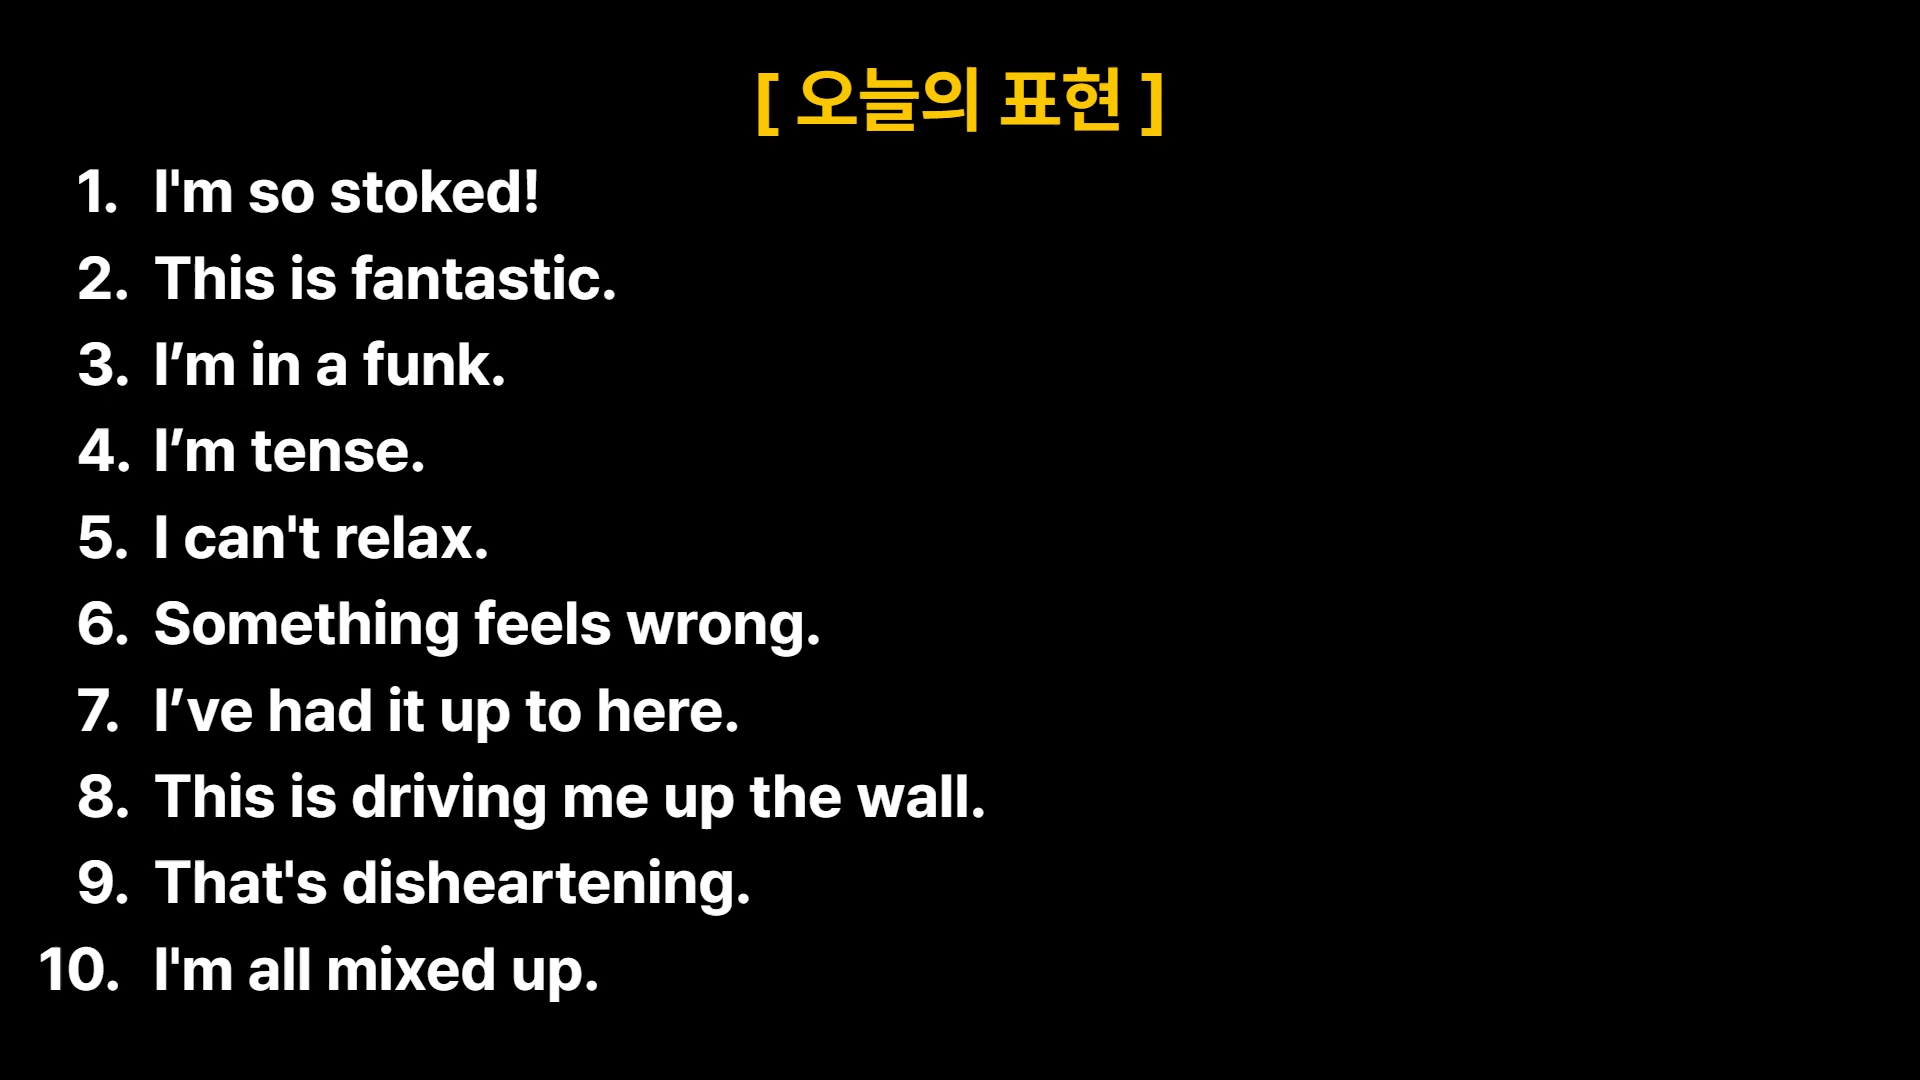 [ 오늘의 표현 ]
1. I'm so stoked!
2. This is fantastic.
3. I’m in a funk.
4. I’m tense.
5. I can't relax.
6. Something feels wrong.
7. I’ve had it up to here.
8. This is driving me up the wall.
9. That's disheartening.
10. I'm all mixed up.